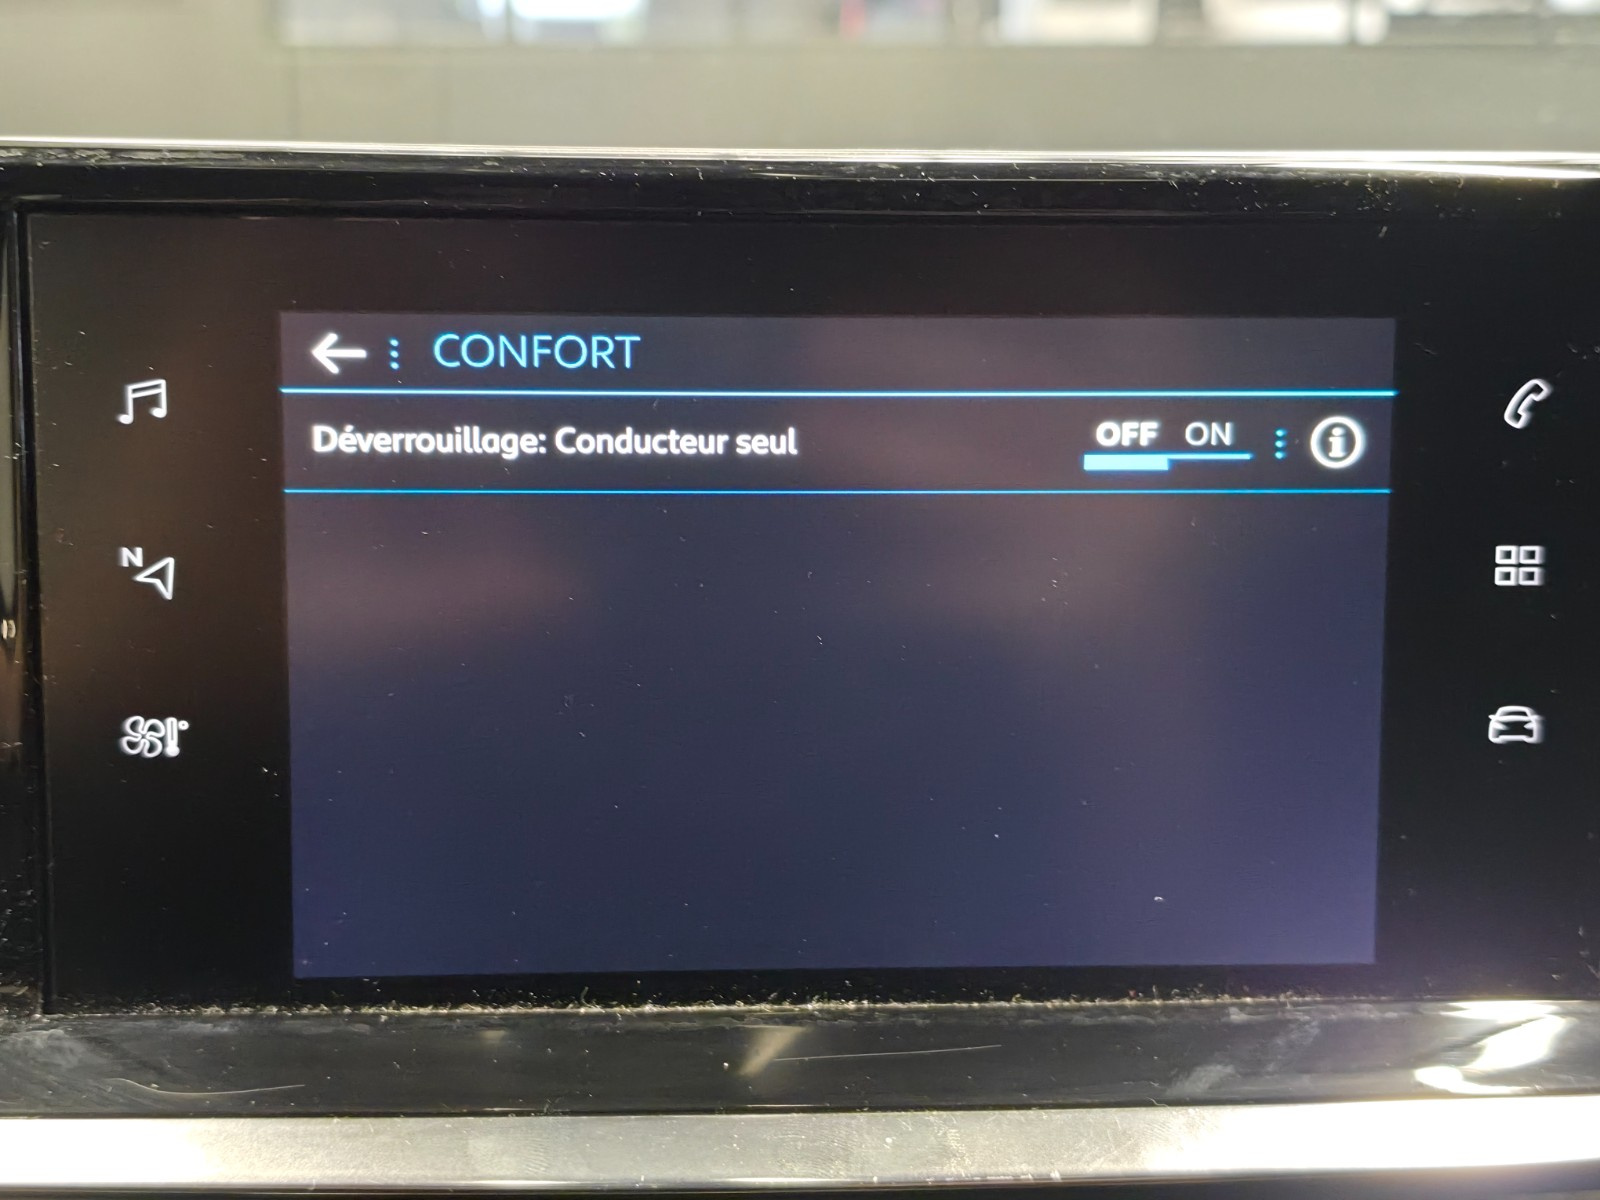 CONFORT
Déverrouillage: Conducteur seul OFF ON i
N